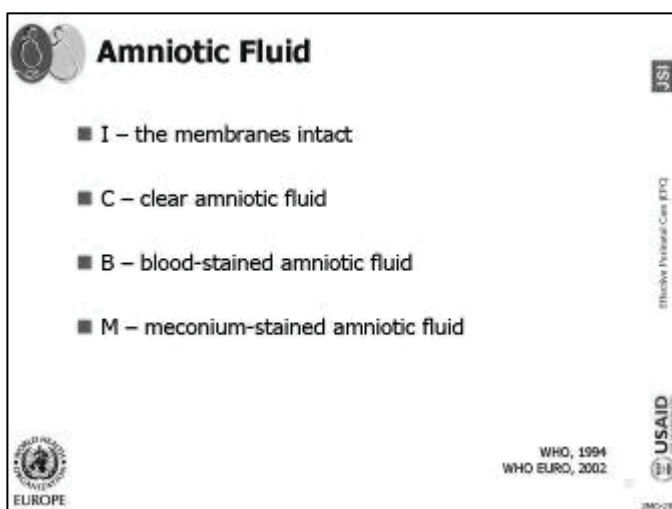 Amniotic Fluid
I – the membranes intact
C – clear amniotic fluid
B – blood-stained amniotic fluid
M – meconium-stained amniotic fluid
WHO, 1994
WHO EURO, 2002
EUROPE
JSI
Effective Perinatal Care (EPC)
USAID